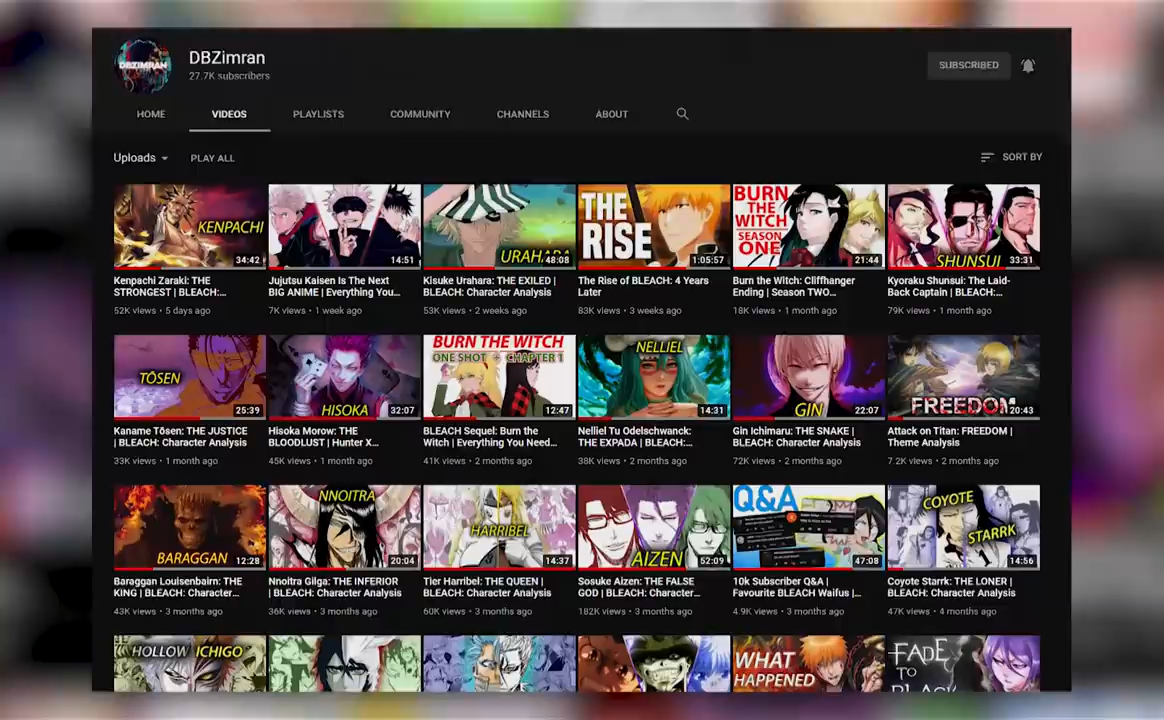 DBZIMRAN
DBZimran
27.7K subscribers
SUBSCRIBED
HOME
VIDEOS
PLAYLISTS
COMMUNITY
CHANNELS
ABOUT
Uploads
PLAY ALL
SORT BY
KENPACHI
34:42
14:51
URAHARA
48:08
THE
RISE
1:05:57
BURN
THE
WITCH
SEASON
ONE
21:44
SHUNSUI
33:31
Kenpachi Zaraki: THE
STRONGEST | BLEACH:...
52K views • 5 days ago
Jujutsu Kaisen Is The Next
BIG ANIME | Everything You...
7K views • 1 week ago
Kisuke Urahara: THE EXILED |
BLEACH: Character Analysis
53K views • 2 weeks ago
The Rise of BLEACH: 4 Years
Later
83K views • 3 weeks ago
Burn the Witch: Cliffhanger
Ending | Season TWO...
18K views • 1 month ago
Kyoraku Shunsui: The Laid-
Back Captain | BLEACH:...
79K views • 1 month ago
TŌSEN
25:39
HISOKA
32:07
BURN THE WITCH
ONE SHOT + CHAPTER 1
12:47
NELLIEL
14:31
GIN
22:07
FREEDOM
20:43
Kaname Tōsen: THE JUSTICE
| BLEACH: Character Analysis
33K views • 1 month ago
Hisoka Morow: THE
BLOODLUST | Hunter X...
45K views • 1 month ago
BLEACH Sequel: Burn the
Witch | Everything You Need...
41K views • 2 months ago
Nelliel Tu Odelschwanck:
THE EXPADA | BLEACH:...
38K views • 2 months ago
Gin Ichimaru: THE SNAKE |
BLEACH: Character Analysis
72K views • 2 months ago
Attack on Titan: FREEDOM |
Theme Analysis
7.2K views • 2 months ago
BARAGGAN
12:28
NNOITRA
20:04
HARRIBEL
14:37
AIZEN
52:09
Q&A
47:08
COYOTE
STARRK
14:56
Baraggan Louisenbairn: THE
KING | BLEACH: Character...
43K views • 3 months ago
Nnoitra Gilga: THE INFERIOR
| BLEACH: Character Analysis
36K views • 3 months ago
Tier Harribel: THE QUEEN |
BLEACH: Character Analysis
60K views • 3 months ago
Sosuke Aizen: THE FALSE
GOD | BLEACH: Character...
182K views • 3 months ago
10k Subscriber Q&A |
Favourite BLEACH Waifus |...
4.9K views • 3 months ago
Coyote Starrk: THE LONER |
BLEACH: Character Analysis
47K views • 4 months ago
HOLLOW ICHIGO
WHAT
HAPPENED
FADE
TO
BLACK